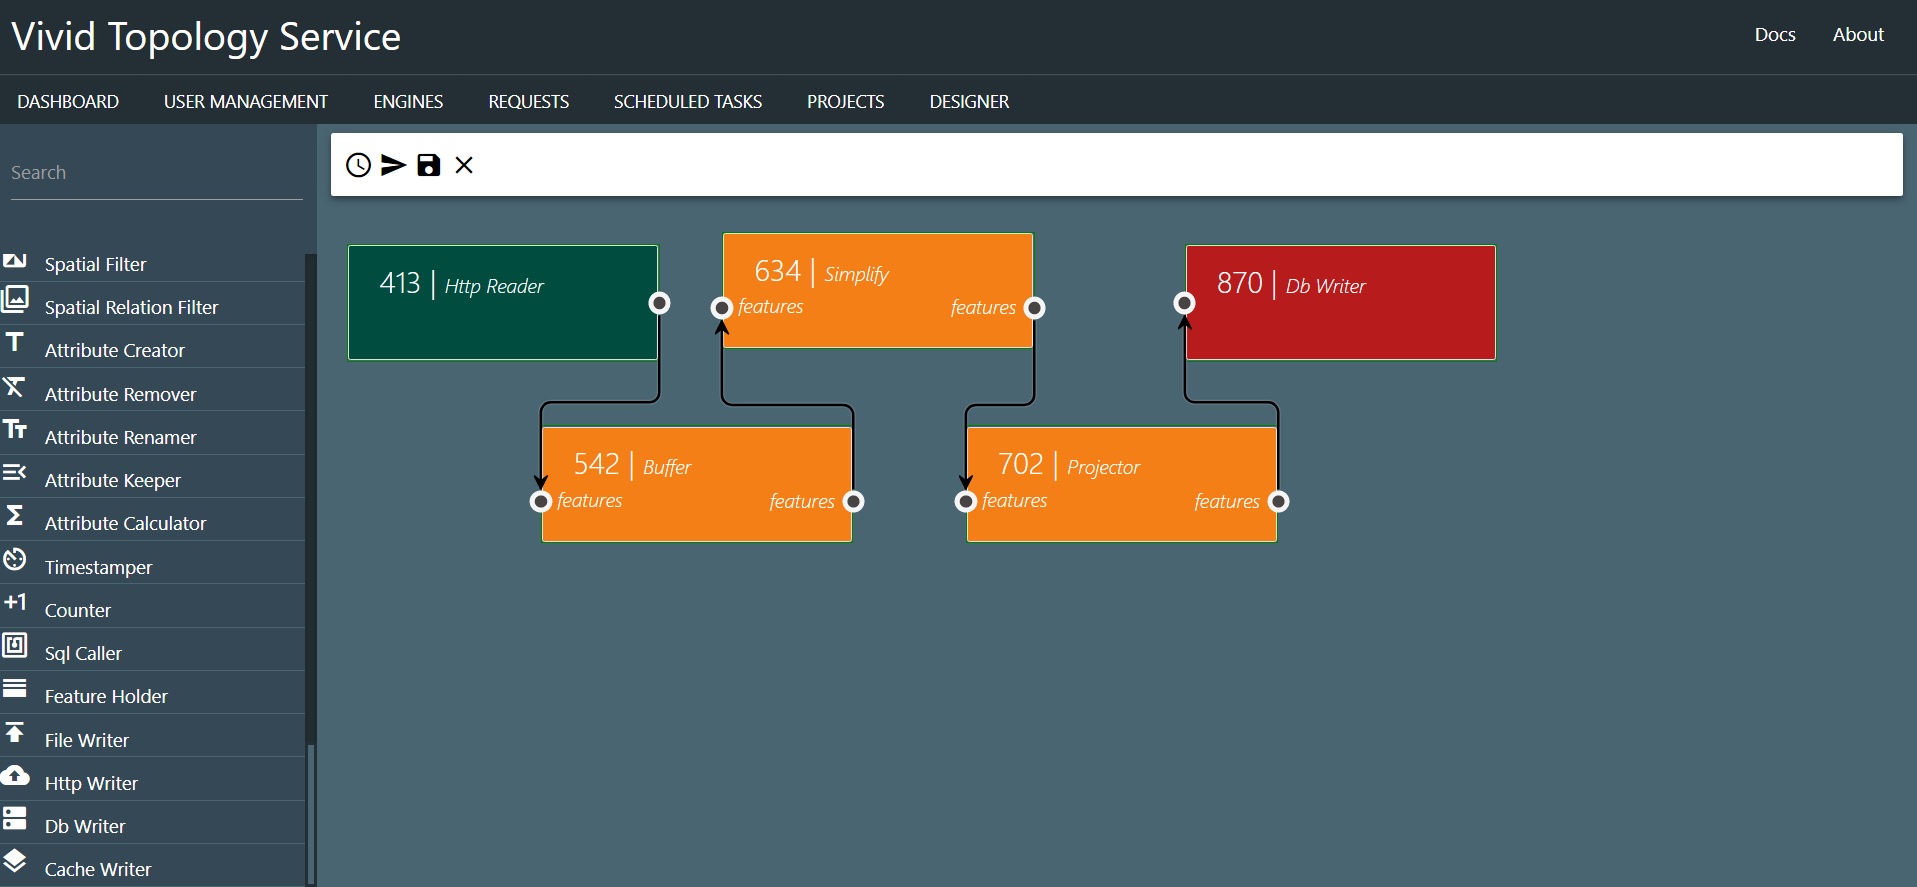 Vivid Topology Service
Docs About
DASHBOARD USER MANAGEMENT ENGINES REQUESTS SCHEDULED TASKS PROJECTS DESIGNER
Search
Spatial Filter
Spatial Relation Filter
Attribute Creator
Attribute Remover
Attribute Renamer
Attribute Keeper
Attribute Calculator
Timestamper
+1 Counter
Sql Caller
Feature Holder
File Writer
Http Writer
Db Writer
Cache Writer
413 | Http Reader
634 | Simplify
features features
870 | Db Writer
542 | Buffer
features features
702 | Projector
features features